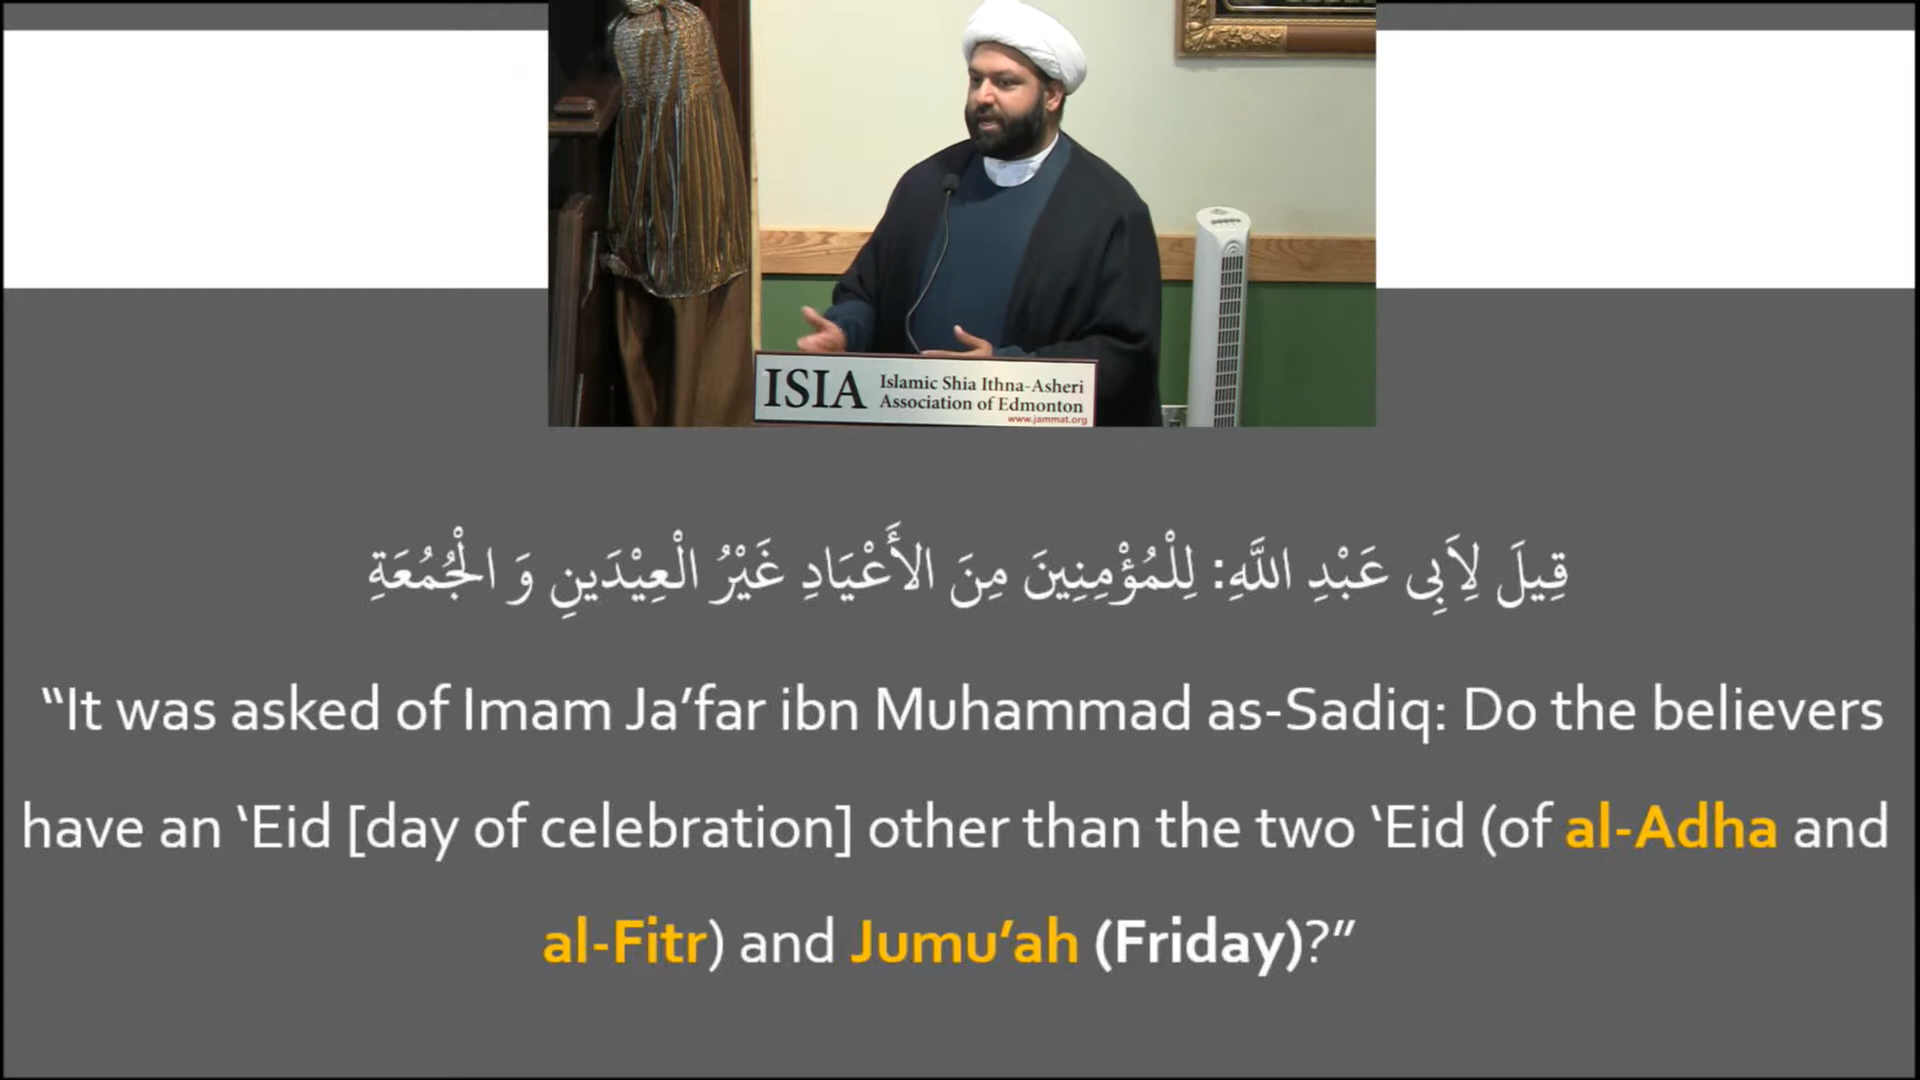 ISIA
Islamic Shia Ithna-Asheri
Association of Edmonton
www.jammat.org
قِيلَ لِاَبِى عَبْدِ اللَّهِ: لِلْمُؤْمِنِينَ مِنَ الأَعْيَادِ غَيْرُ الْعِيْدَينِ وَ الْجُمُعَةِ
“It was asked of Imam Ja’far ibn Muhammad as-Sadiq: Do the believers
have an ‘Eid [day of celebration] other than the two ‘Eid (of al-Adha and
al-Fitr) and Jumu’ah (Friday)?”